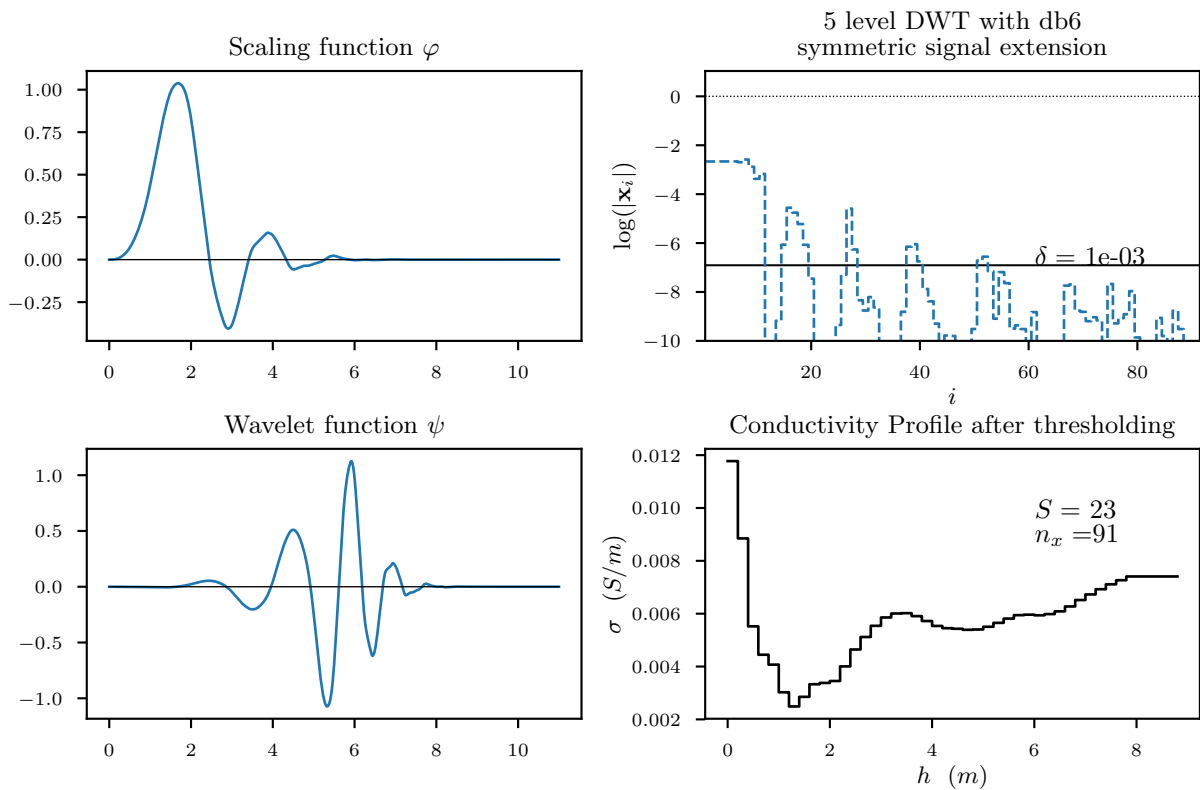 Scaling function φ
1.00
0.75
0.50
0.25
0.00
−0.25
0 2 4 6 8 10
5 level DWT with db6
symmetric signal extension
log(|𝐱ᵢ|)
0
−2
−4
−6
−8
−10
δ = 1e-03
20 40 60 80
i
Wavelet function ψ
1.0
0.5
0.0
−0.5
−1.0
0 2 4 6 8 10
Conductivity Profile after thresholding
σ (S/m)
0.012
0.010
0.008
0.006
0.004
0.002
S = 23
nₓ =91
0 2 4 6 8
h (m)